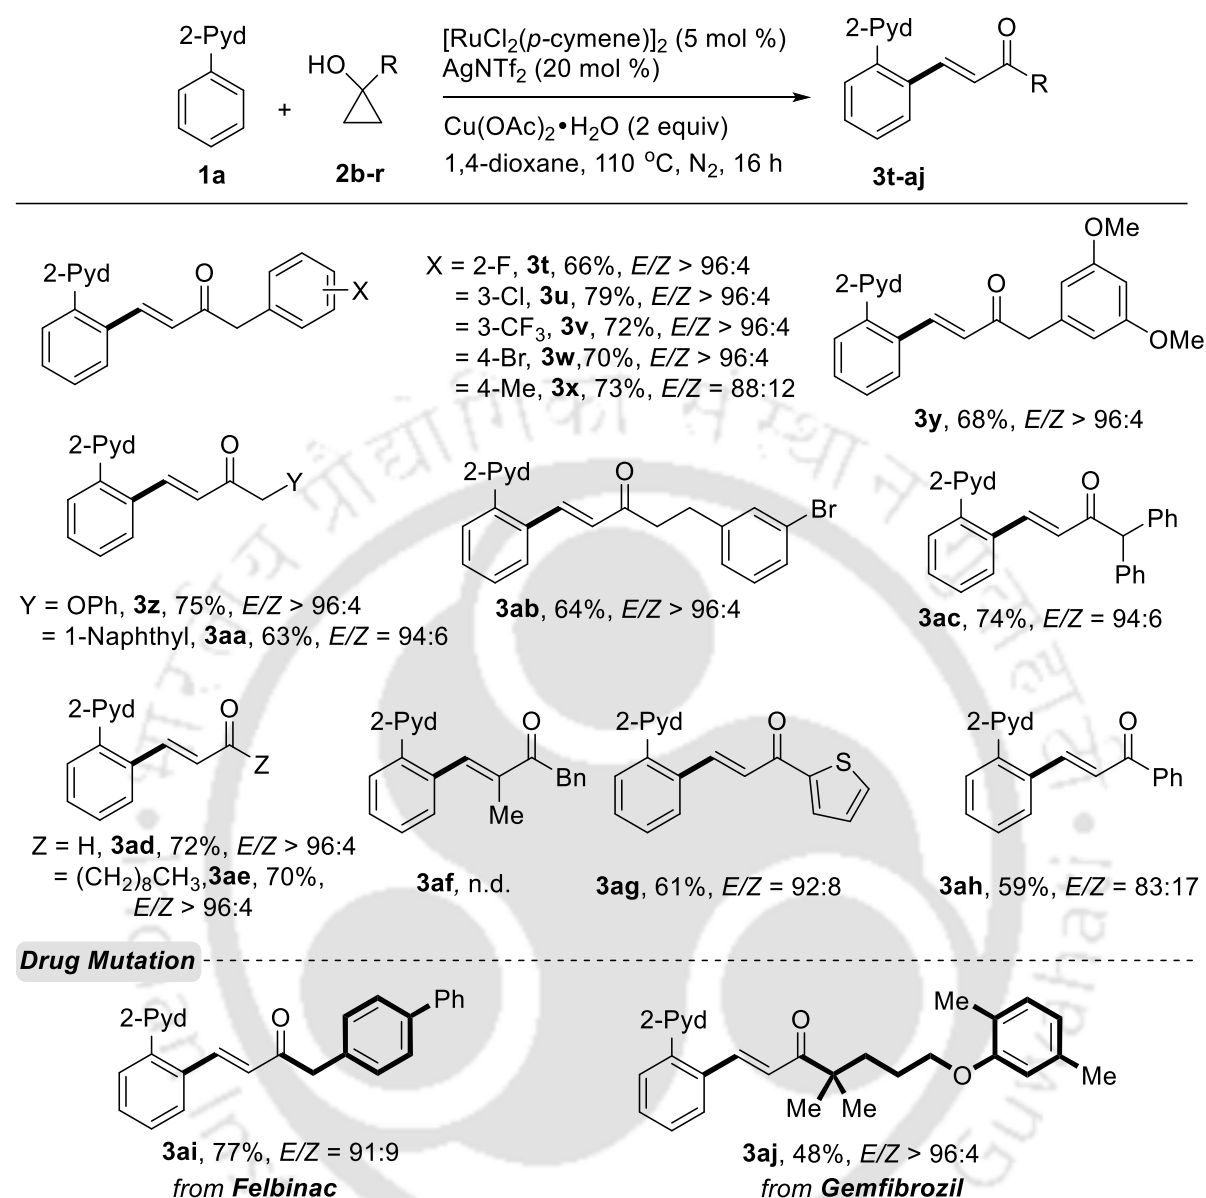 2-Pyd
HO R
+
1a
2b-r
[RuCl2(p-cymene)]2 (5 mol %)
AgNTf2 (20 mol %)
Cu(OAc)2•H2O (2 equiv)
1,4-dioxane, 110 °C, N2, 16 h
2-Pyd
O
R
3t-aj
2-Pyd
O
X
X = 2-F, 3t, 66%, E/Z > 96:4
= 3-Cl, 3u, 79%, E/Z > 96:4
= 3-CF3, 3v, 72%, E/Z > 96:4
= 4-Br, 3w,70%, E/Z > 96:4
= 4-Me, 3x, 73%, E/Z = 88:12
2-Pyd
O
OMe
OMe
3y, 68%, E/Z > 96:4
2-Pyd
O
Y
Y = OPh, 3z, 75%, E/Z > 96:4
= 1-Naphthyl, 3aa, 63%, E/Z = 94:6
2-Pyd
O
Br
3ab, 64%, E/Z > 96:4
2-Pyd
O
Ph
Ph
3ac, 74%, E/Z = 94:6
2-Pyd
O
Z
Z = H, 3ad, 72%, E/Z > 96:4
= (CH2)8CH3,3ae, 70%,
E/Z > 96:4
2-Pyd
O
Bn
Me
3af, n.d.
2-Pyd
O
S
3ag, 61%, E/Z = 92:8
2-Pyd
O
Ph
3ah, 59%, E/Z = 83:17
Drug Mutation
2-Pyd
O
Ph
3ai, 77%, E/Z = 91:9
from Felbinac
2-Pyd
O
Me Me
O
Me
Me
3aj, 48%, E/Z > 96:4
from Gemfibrozil
Guwahati